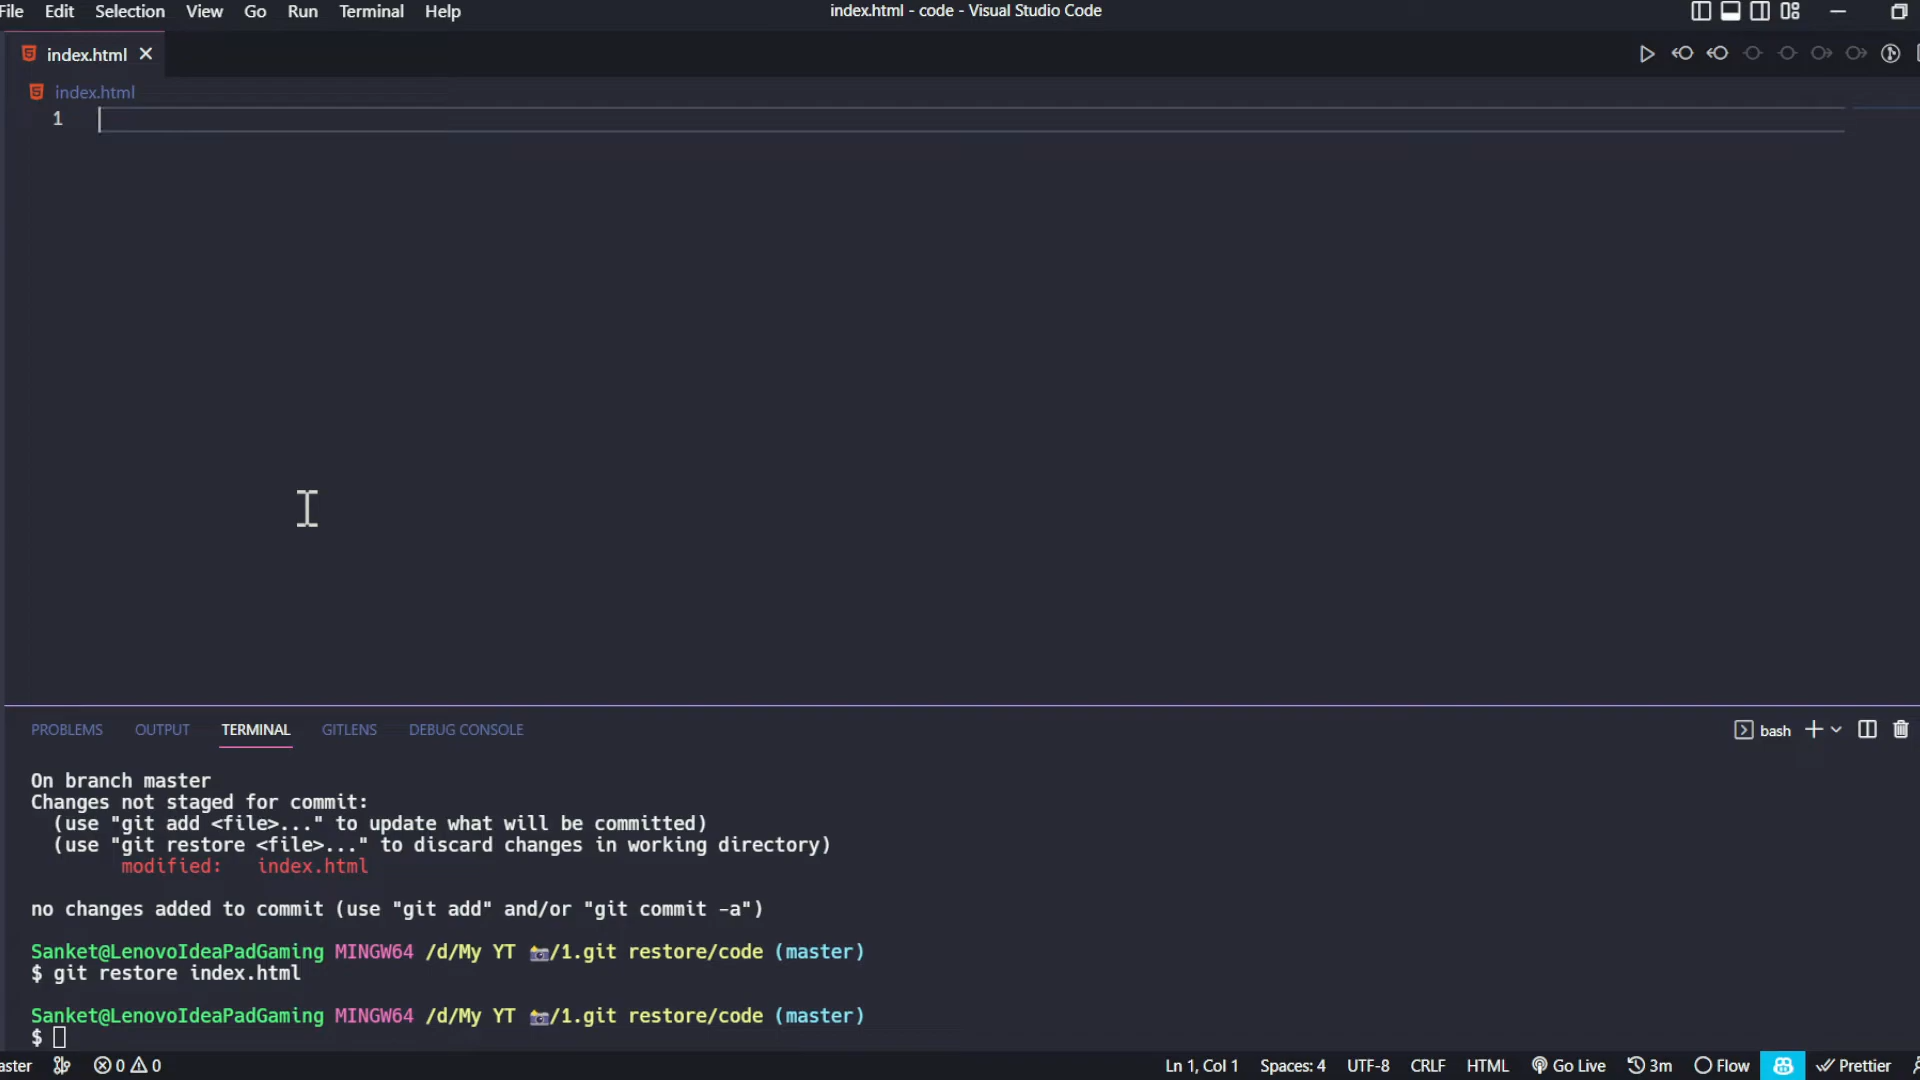 File Edit Selection View Go Run Terminal Help
index.html - code - Visual Studio Code
index.html
index.html
1
PROBLEMS OUTPUT TERMINAL GITLENS DEBUG CONSOLE
bash
On branch master
Changes not staged for commit:
(use "git add <file>..." to update what will be committed)
(use "git restore <file>..." to discard changes in working directory)
modified: index.html
no changes added to commit (use "git add" and/or "git commit -a")
Sanket@LenovoIdeaPadGaming MINGW64 /d/My YT 📸/1.git restore/code (master)
$ git restore index.html
Sanket@LenovoIdeaPadGaming MINGW64 /d/My YT 📸/1.git restore/code (master)
$
aster 0 0 Ln 1, Col 1 Spaces: 4 UTF-8 CRLF HTML Go Live 3m Flow Prettier